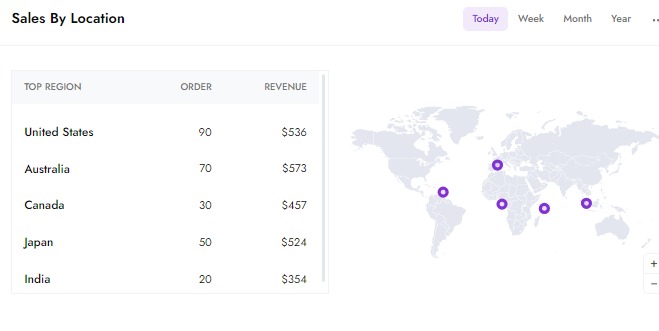 Sales By Location
Today Week Month Year ...
TOP REGION ORDER REVENUE
United States 90 $536
Australia 70 $573
Canada 30 $457
Japan 50 $524
India 20 $354
+
−